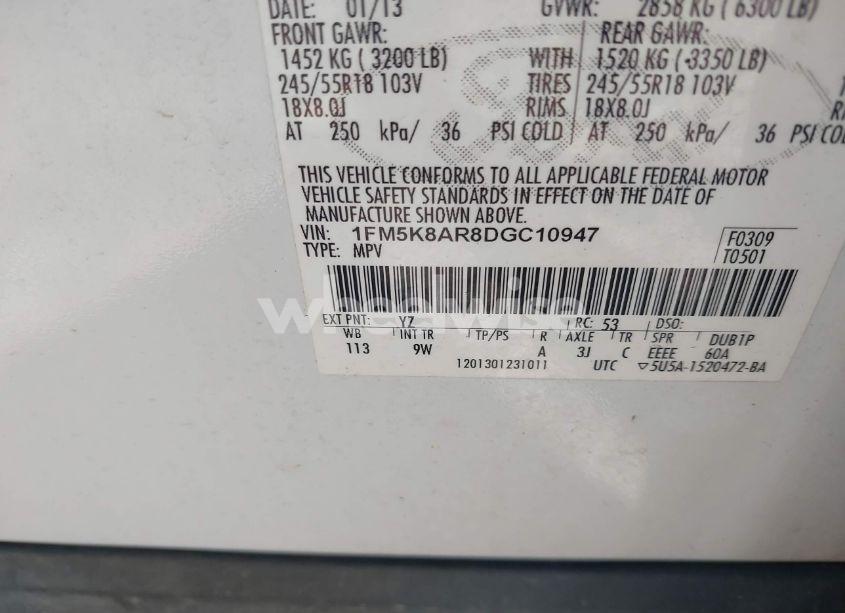 DATE: 01/13 GVWR: 2858 KG ( 6300 LB)
FRONT GAWR: REAR GAWR:
1452 KG ( 3200 LB) WITH 1520 KG ( 3350 LB)
245/55R18 103V TIRES 245/55R18 103V
18X8.0J RIMS 18X8.0J
AT 250 kPa/ 36 PSI COLD AT 250 kPa/ 36 PSI COLD
THIS VEHICLE CONFORMS TO ALL APPLICABLE FEDERAL MOTOR
VEHICLE SAFETY STANDARDS IN EFFECT ON THE DATE OF
MANUFACTURE SHOWN ABOVE.
VIN: 1FM5K8AR8DGC10947
TYPE: MPV
F0309
T0501
wheelwise
EXT PNT: YZ RC: 53 DSO:
WB INT TR TP/PS R AXLE TR SPR DUB1P
113 9W A 3J C EEEE 60A
1201301231011 UTC ▽5U5A-1520472-BA